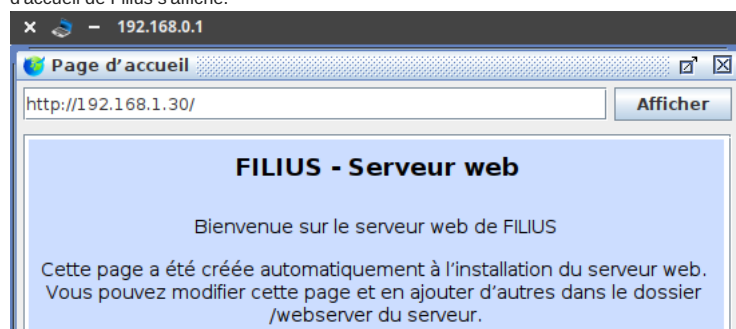 d'accueil de Filius s'affiche.
192.168.0.1
Page d'accueil
http://192.168.1.30/
Afficher
FILIUS - Serveur web
Bienvenue sur le serveur web de FILIUS
Cette page a été créée automatiquement à l'installation du serveur web.
Vous pouvez modifier cette page et en ajouter d'autres dans le dossier
/webserver du serveur.